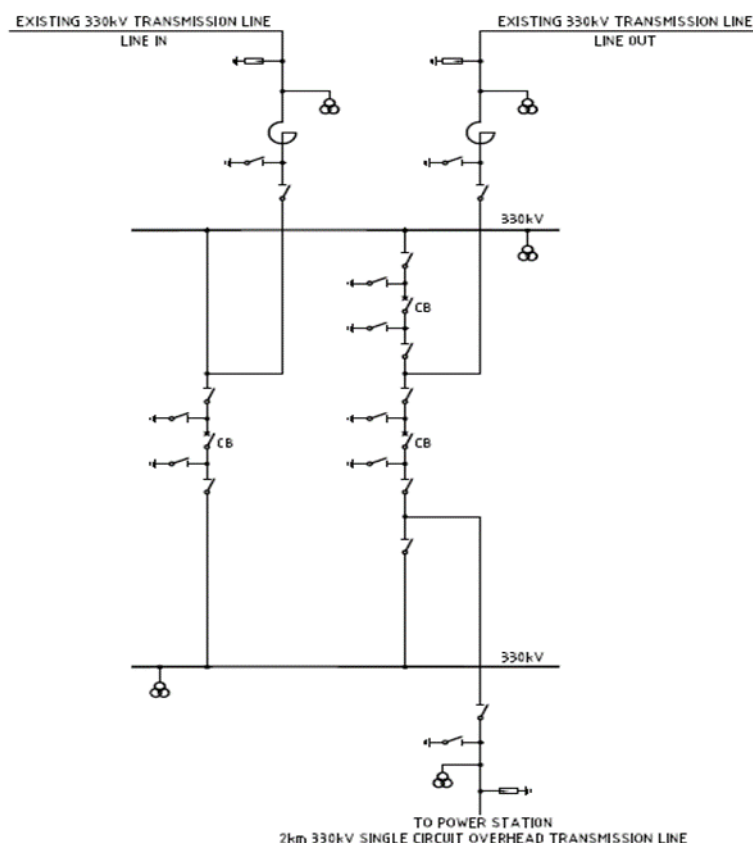 EXISTING 330kV TRANSMISSION LINE
LINE IN
EXISTING 330kV TRANSMISSION LINE
LINE OUT
330kV
CB
CB
CB
330kV
TO POWER STATION
2km 330kV SINGLE CIRCUIT OVERHEAD TRANSMISSION LINE